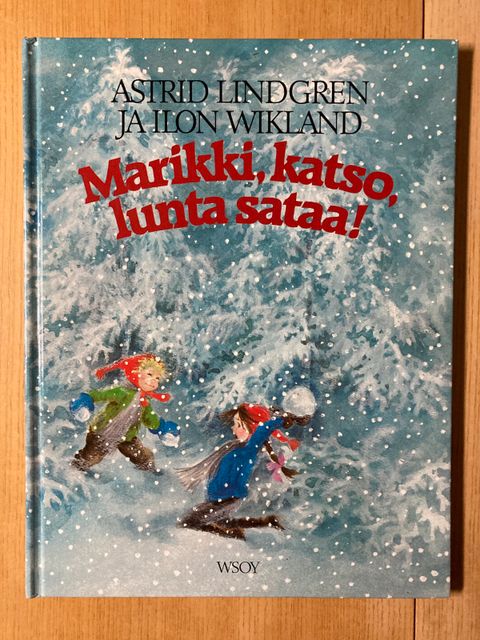 ASTRID LINDGREN
JA ILON WIKLAND
Marikki, katso,
lunta sataa!
WSOY